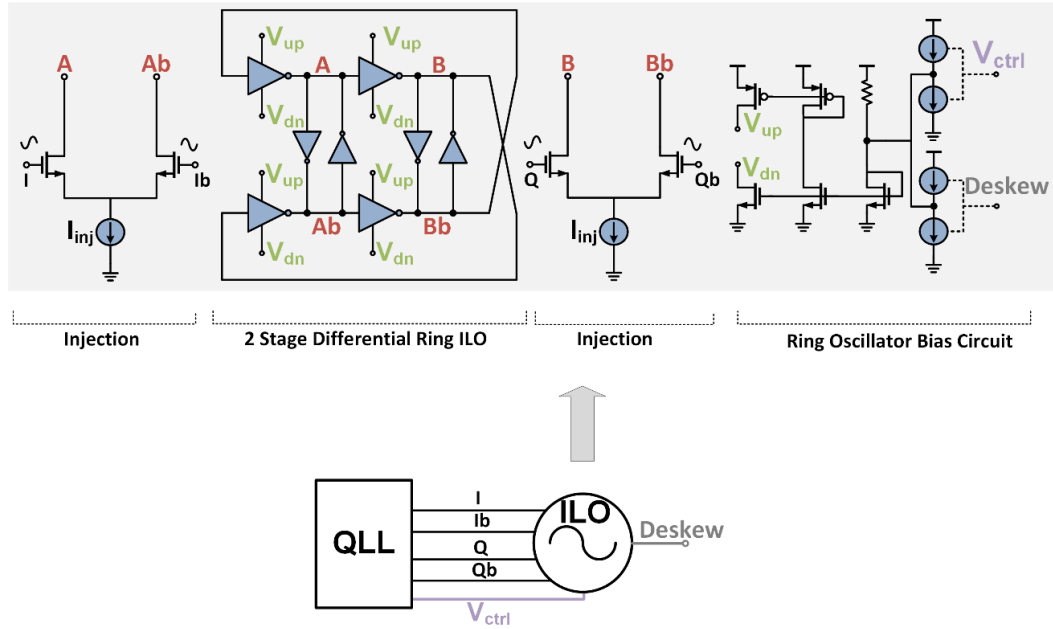 A
Ab
I
Ib
Iinj
Vup
Vup
A
B
Vdn
Vdn
Vup
Vup
Ab
Bb
Vdn
Vdn
B
Bb
Q
Qb
Iinj
Vup
Vdn
Vctrl
Deskew
Injection
2 Stage Differential Ring ILO
Injection
Ring Oscillator Bias Circuit
QLL
I
Ib
Q
Qb
Vctrl
ILO
Deskew